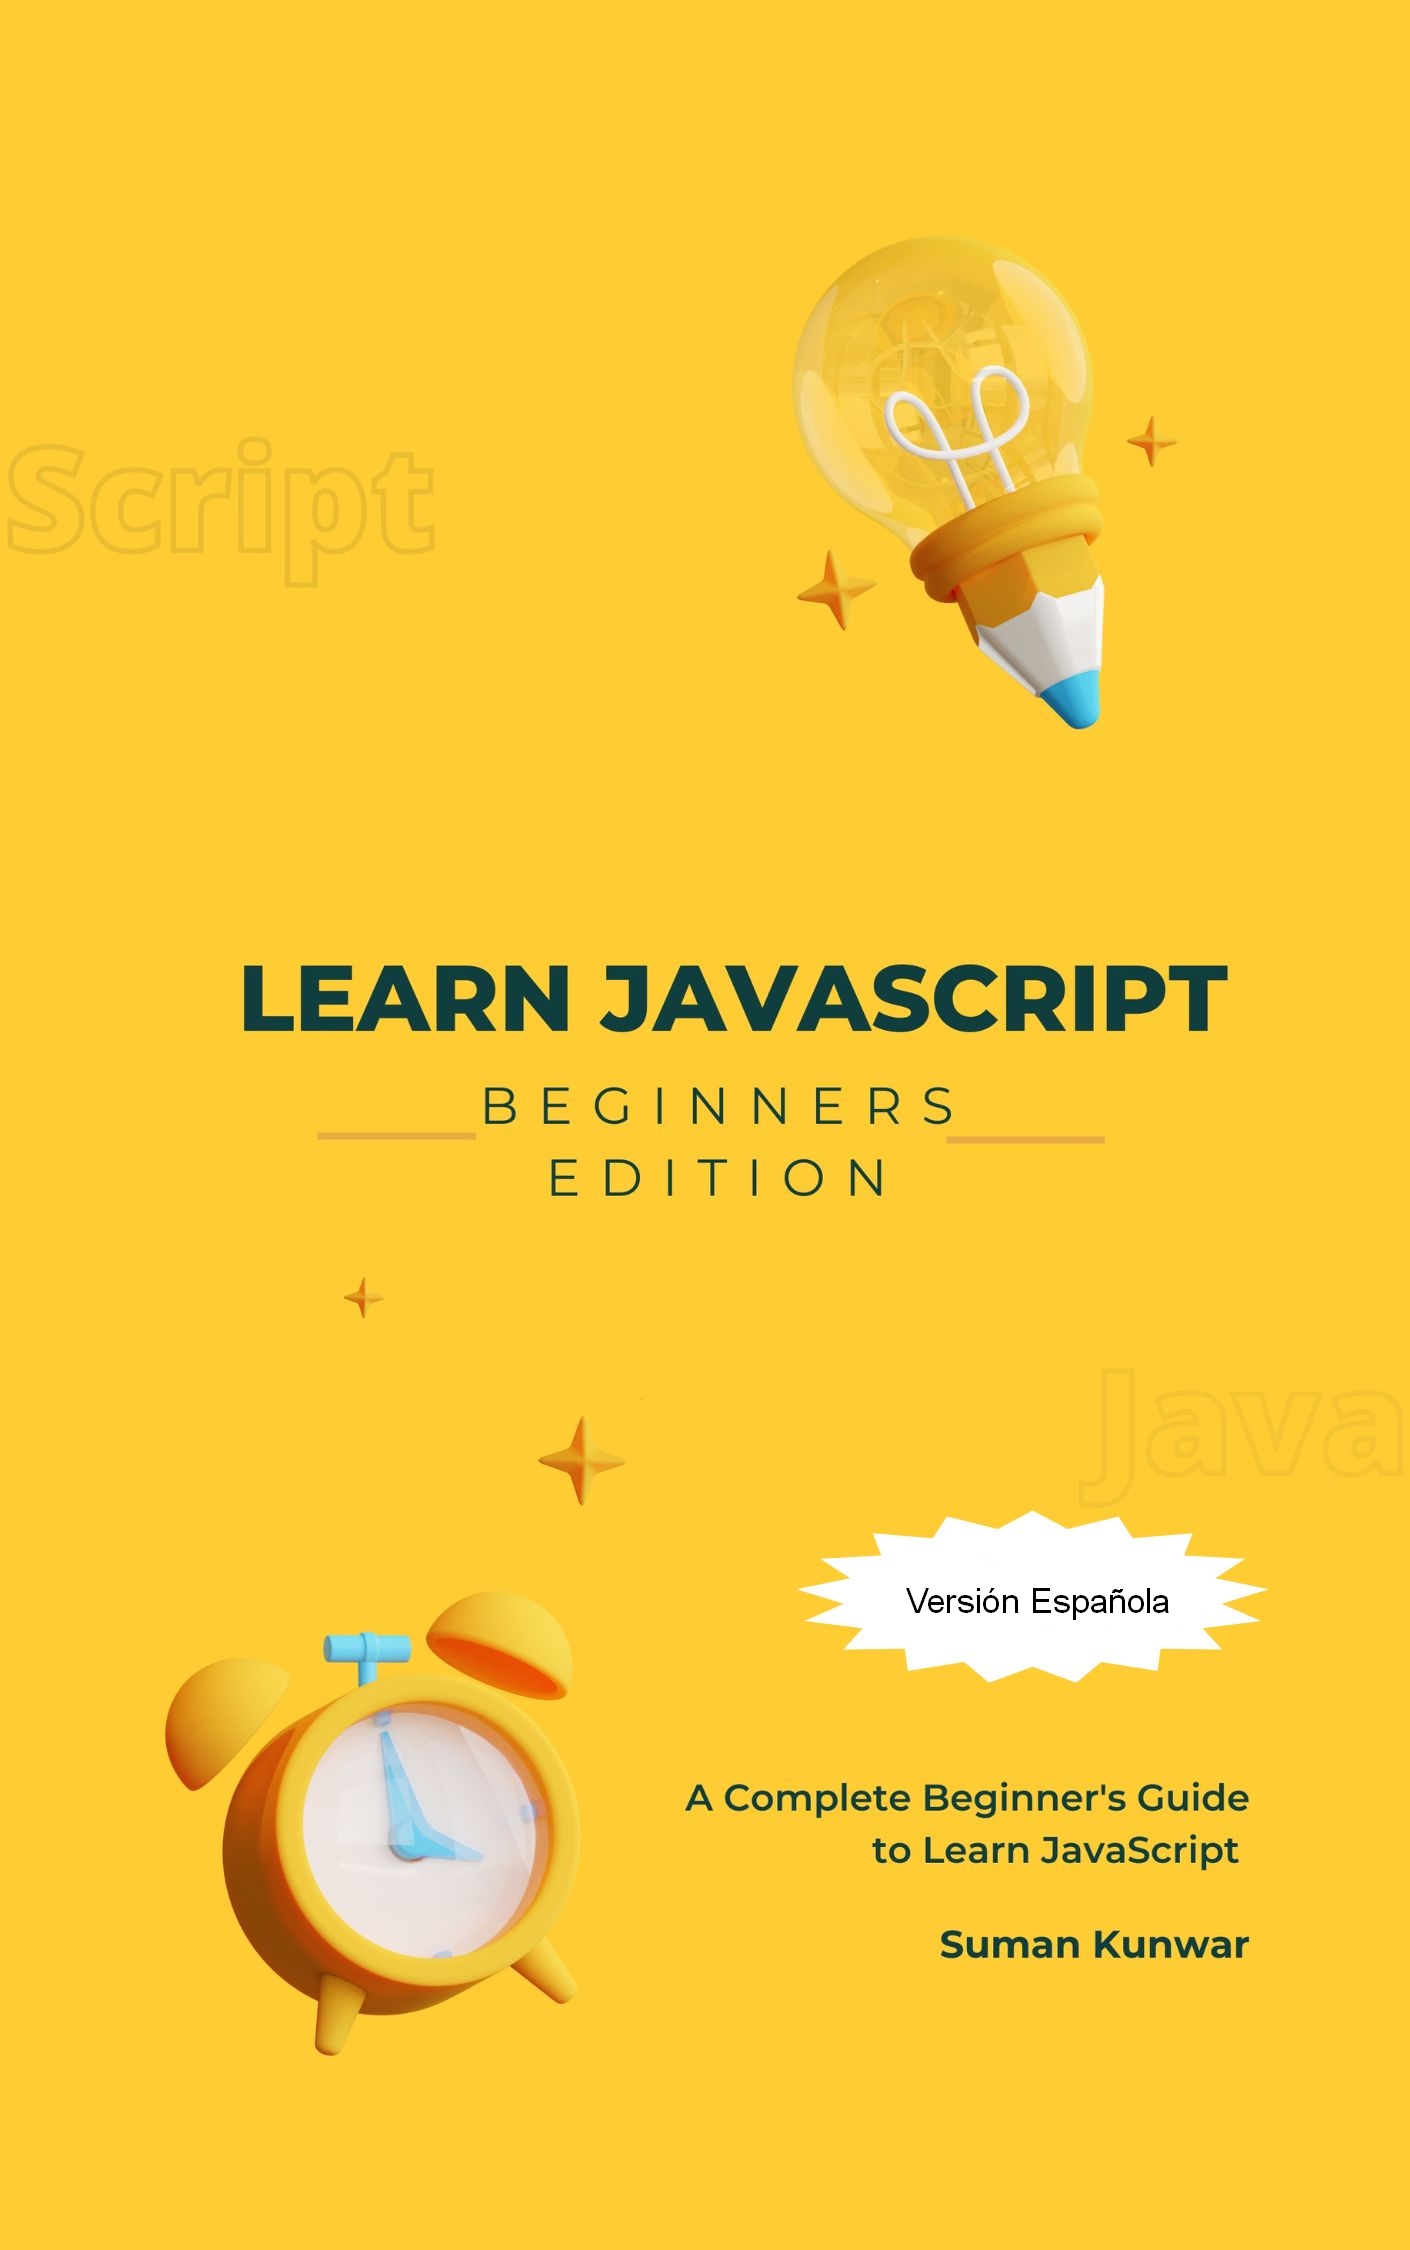 Script
LEARN JAVASCRIPT
BEGINNERS
EDITION
Java
Versión Española
A Complete Beginner's Guide
to Learn JavaScript
Suman Kunwar